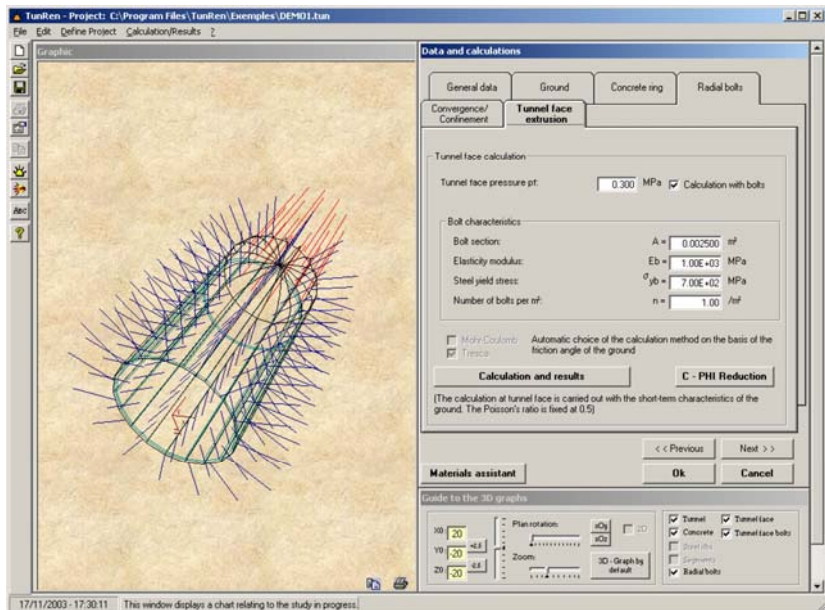 TunRen - Project: C:\Program Files\TunRen\Exemples\DEMO1.tun
File Edit Define Project Calculation/Results ?
Graphic
Data and calculations
General data Ground Concrete ring Radial bolts
Convergence/
Confinement
Tunnel face
extrusion
Tunnel face calculation
Tunnel face pressure pt: 0.300 MPa Calculation with bolts
Bolt characteristics
Bolt section: A = 0.002500 m²
Elasticity modulus: Eb = 1.00E+03 MPa
Steel yield stress: σyb = 7.00E+02 MPa
Number of bolts per m²: n = 1.00 /m²
Mohr-Coulomb
Tresca
Automatic choice of the calculation method on the basis of the
friction angle of the ground
Calculation and results C - PHI Reduction
(The calculation at tunnel face is carried out with the short-term characteristics of the
ground. The Poisson's ratio is fixed at 0.5)
<< Previous Next >>
Materials assistant Ok Cancel
Guide to the 3D graphs
X0: 20
Y0: -20
Z0: -20
Plan rotation:
Zoom:
xOy
xOz
2D
3D - Graph by
default
Tunnel Tunnel face
Concrete Tunnel face bolts
Steel ribs
Segments
Radial bolts
Abc
17/11/2003 - 17:30:11 This window displays a chart relating to the study in progress.